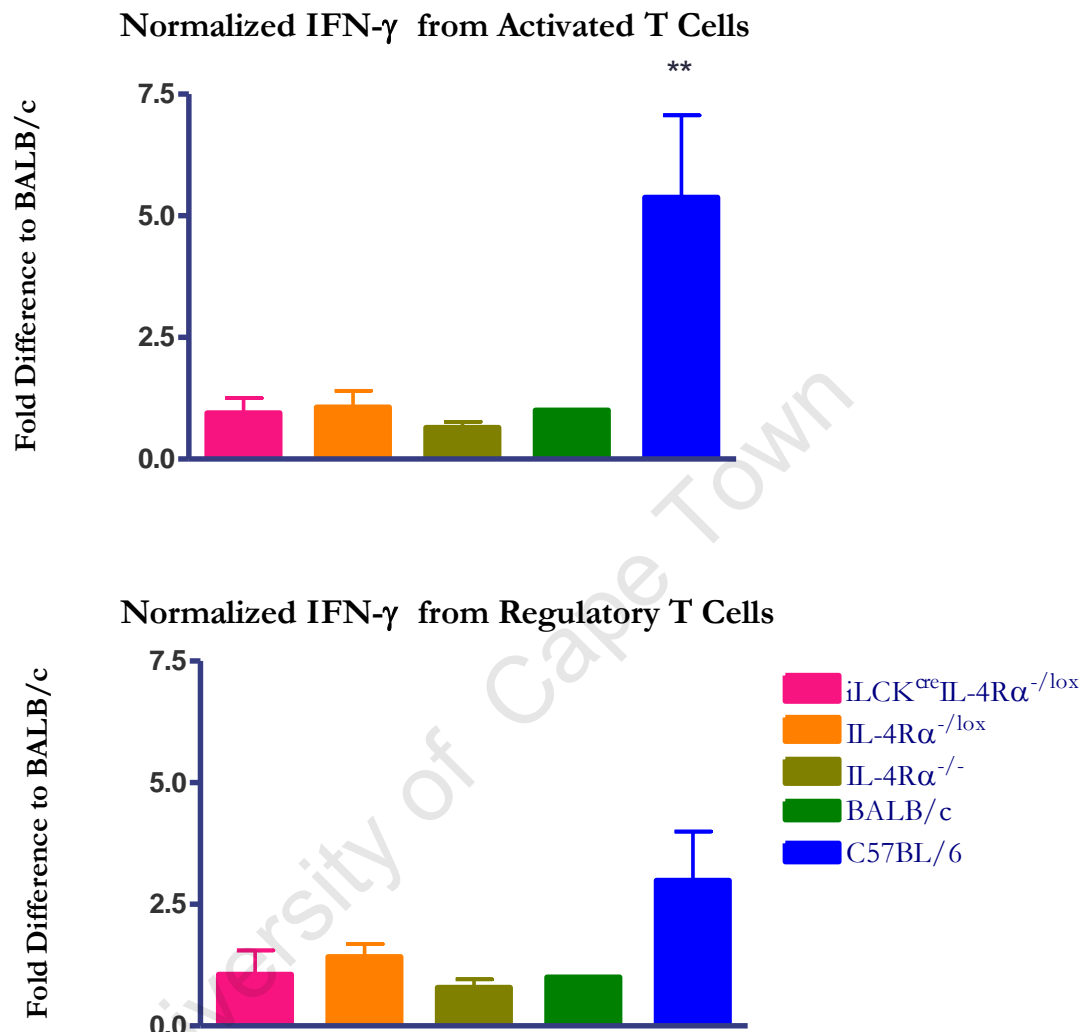 Normalized IFN-γ from Activated T Cells
**
Fold Difference to BALB/c
7.5
5.0
2.5
0.0
Normalized IFN-γ from Regulatory T Cells
Fold Difference to BALB/c
7.5
5.0
2.5
0.0
iLCKcreIL-4Rα-/lox
IL-4Rα-/lox
IL-4Rα-/-
BALB/c
C57BL/6
University of Cape Town